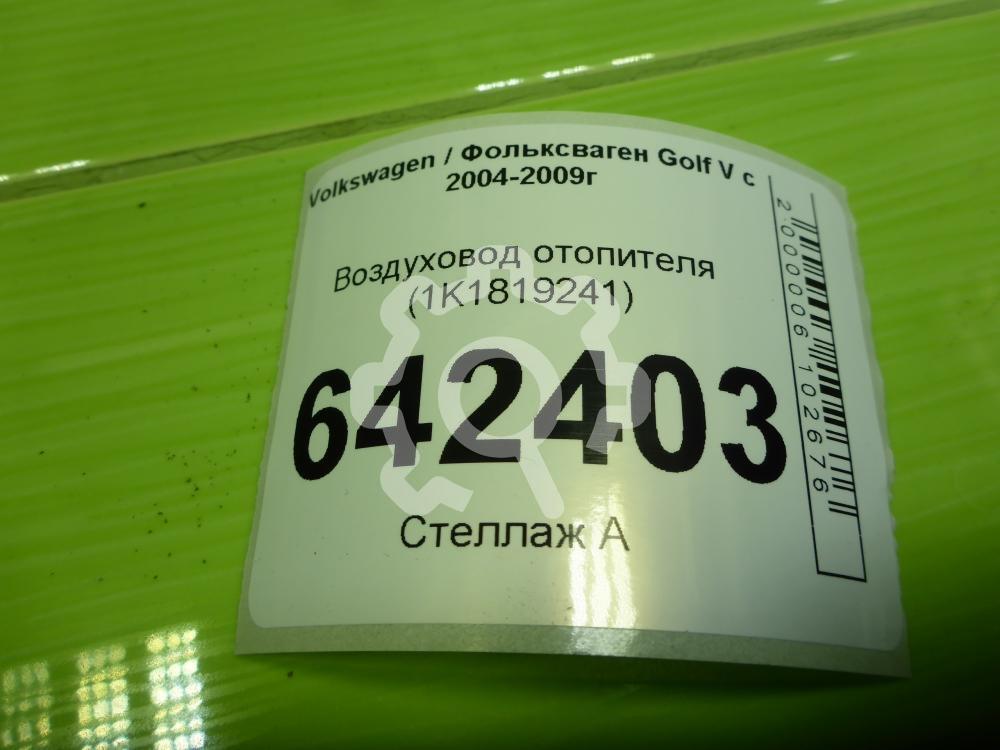 Volkswagen / Фольксваген Golf V с
2004-2009г
Воздуховод отопителя
(1K1819241)
642403
Стеллаж А
2000006102676